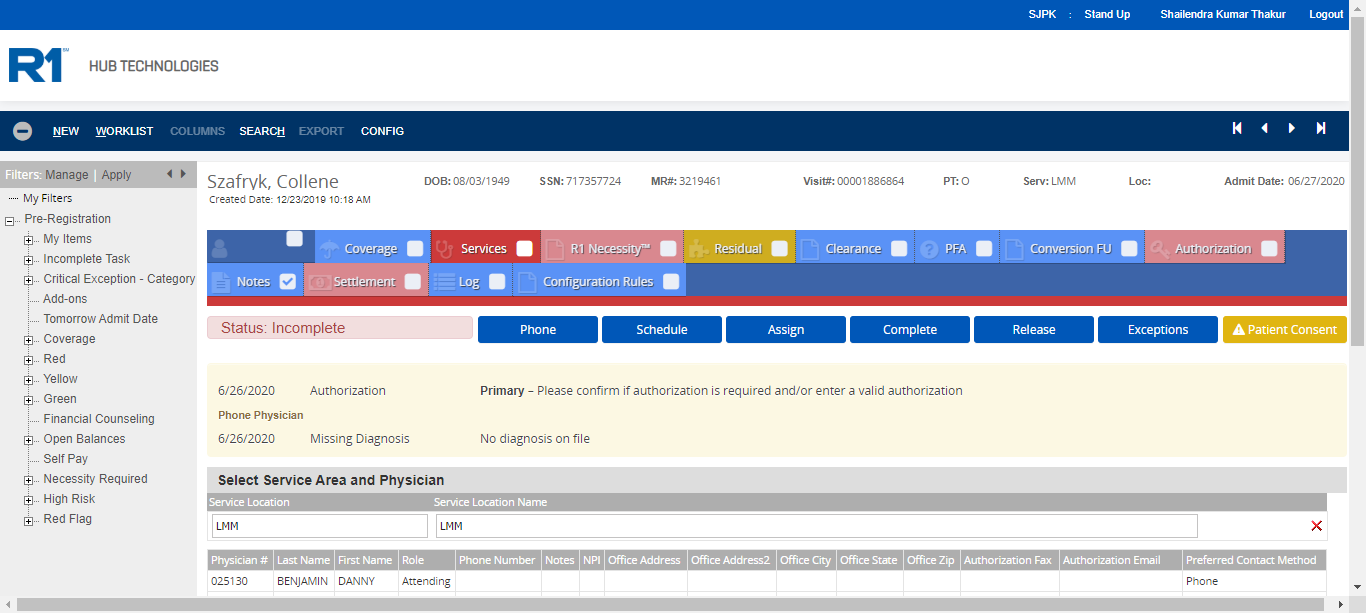 SJPK : Stand Up Shailendra Kumar Thakur Logout
R1 HUB TECHNOLOGIES
NEW WORKLIST COLUMNS SEARCH EXPORT CONFIG
Filters: Manage | Apply
My Filters
Pre-Registration
My Items
Incomplete Task
Critical Exception - Category
Add-ons
Tomorrow Admit Date
Coverage
Red
Yellow
Green
Financial Counseling
Open Balances
Self Pay
Necessity Required
High Risk
Red Flag
Szafryk, Collene DOB: 08/03/1949 SSN: 717357724 MR#: 3219461 Visit#: 00001886864 PT: O Serv: LMM Loc: Admit Date: 06/27/2020
Created Date: 12/23/2019 10:18 AM
Coverage Services R1 Necessity™ Residual Clearance PFA Conversion FU Authorization
Notes Settlement Log Configuration Rules
Status: Incomplete Phone Schedule Assign Complete Release Exceptions Patient Consent
6/26/2020 Authorization Primary – Please confirm if authorization is required and/or enter a valid authorization
Phone Physician
6/26/2020 Missing Diagnosis No diagnosis on file
Select Service Area and Physician
Service Location Service Location Name
LMM LMM
Physician # Last Name First Name Role Phone Number Notes NPI Office Address Office Address2 Office City Office State Office Zip Authorization Fax Authorization Email Preferred Contact Method
025130 BENJAMIN DANNY Attending Phone